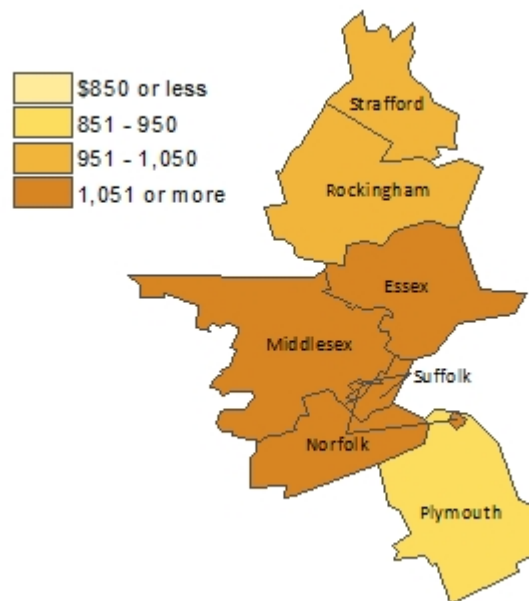 $850 or less
851 - 950
951 - 1,050
1,051 or more
Strafford
Rockingham
Essex
Middlesex
Suffolk
Norfolk
Plymouth